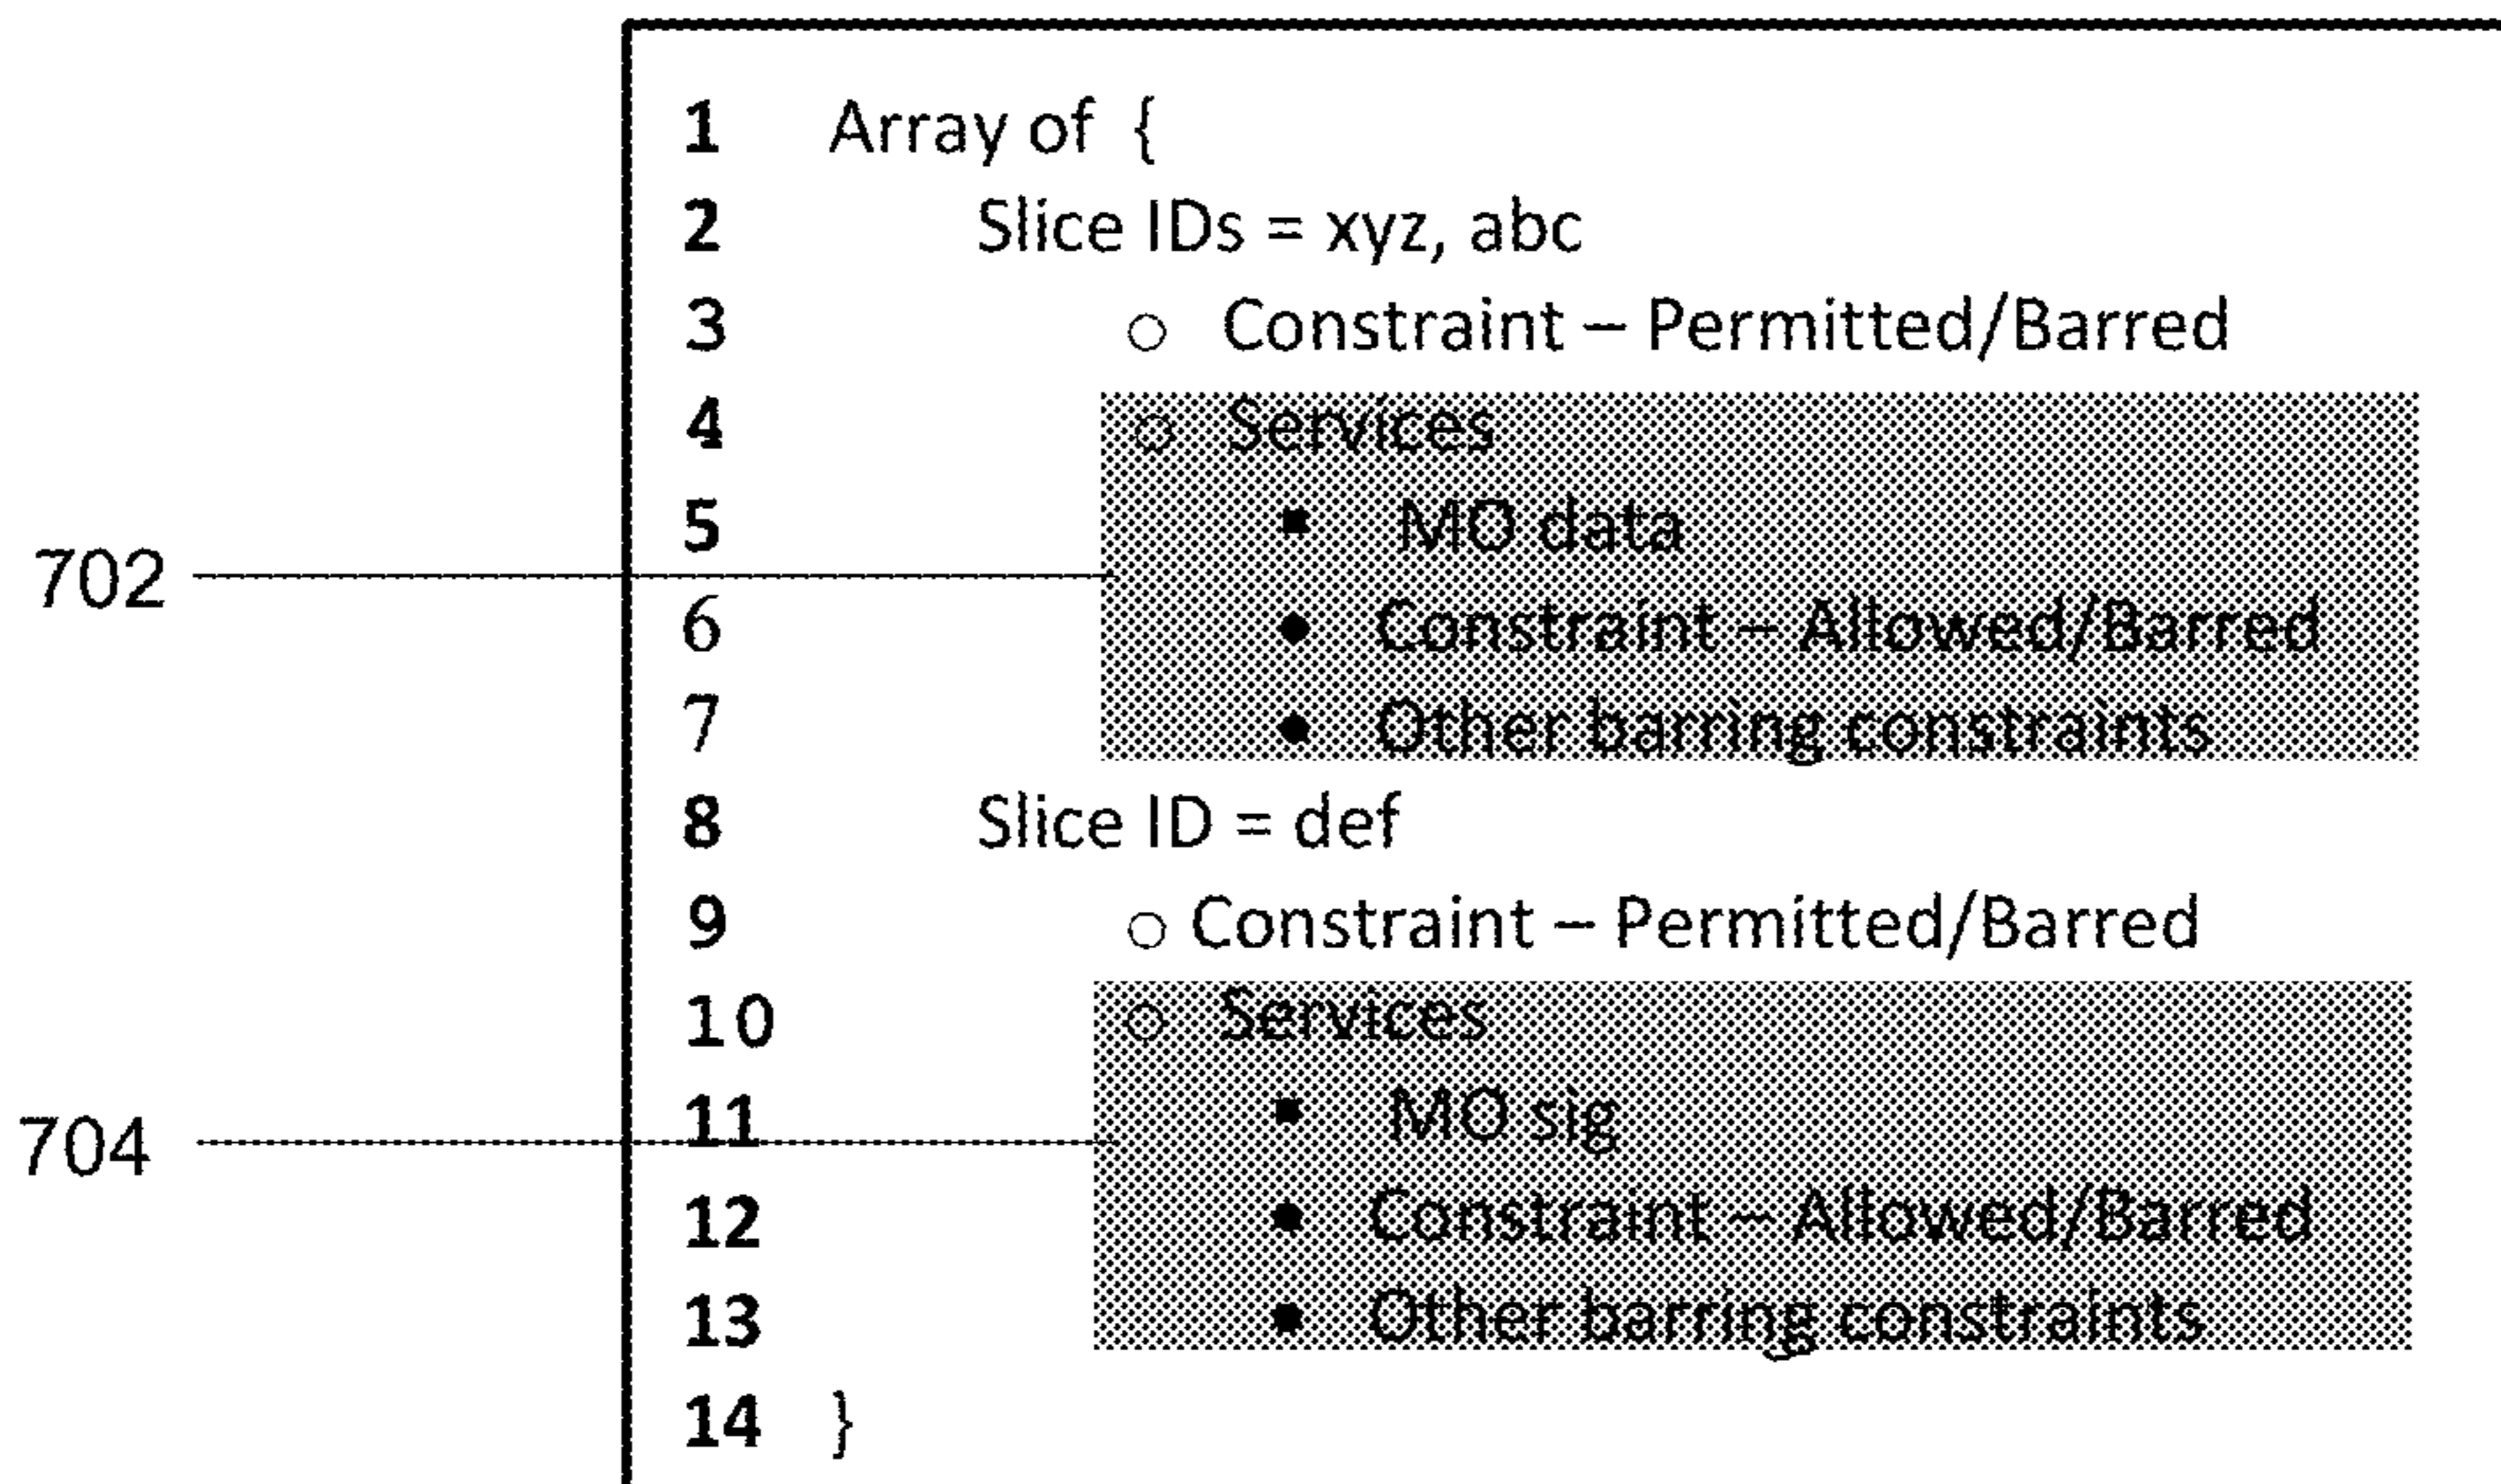 1 Array of {
2 Slice IDs = xyz, abc
3 ○ Constraint – Permitted/Barred
4 ○ Services
5 ▪ MO data
702
6 ● Constraint – Allowed/Barred
7 ● Other barring constraints
8 Slice ID = def
9 ○ Constraint – Permitted/Barred
10 ○ Services
11 ▪ MO sig
704
12 ● Constraint – Allowed/Barred
13 ● Other barring constraints
14 }